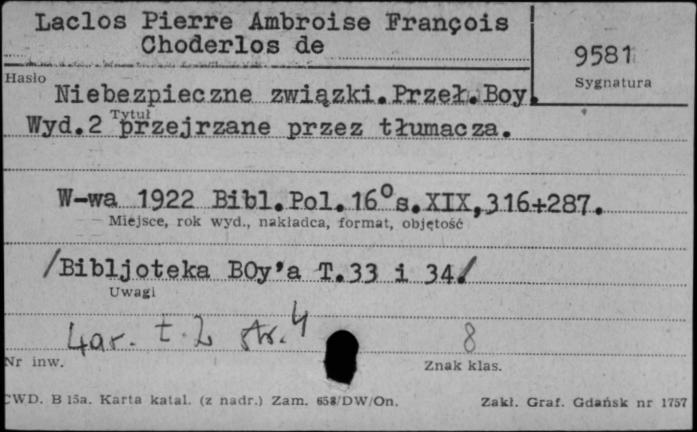 Laclos Pierre Ambroise François
Choderlos de
9581
Hasło
Sygnatura
Niebezpieczne związki.Przeł.Boy.
Tytuł
Wyd.2 przejrzane przez tłumacza.
W-wa 1922 Bibl.Pol.16°s.XIX,316+287.
Miejsce, rok wyd., nakładca, format, objętość
/Bibljoteka BOy'a T.33 i 34/
Uwagi
t. 2 str. 4
8
Nr inw.
Znak klas.
CWD. B 15a. Karta katal. (z nadr.) Zam. 658/DW/On.
Zakł. Graf. Gdańsk nr 1757